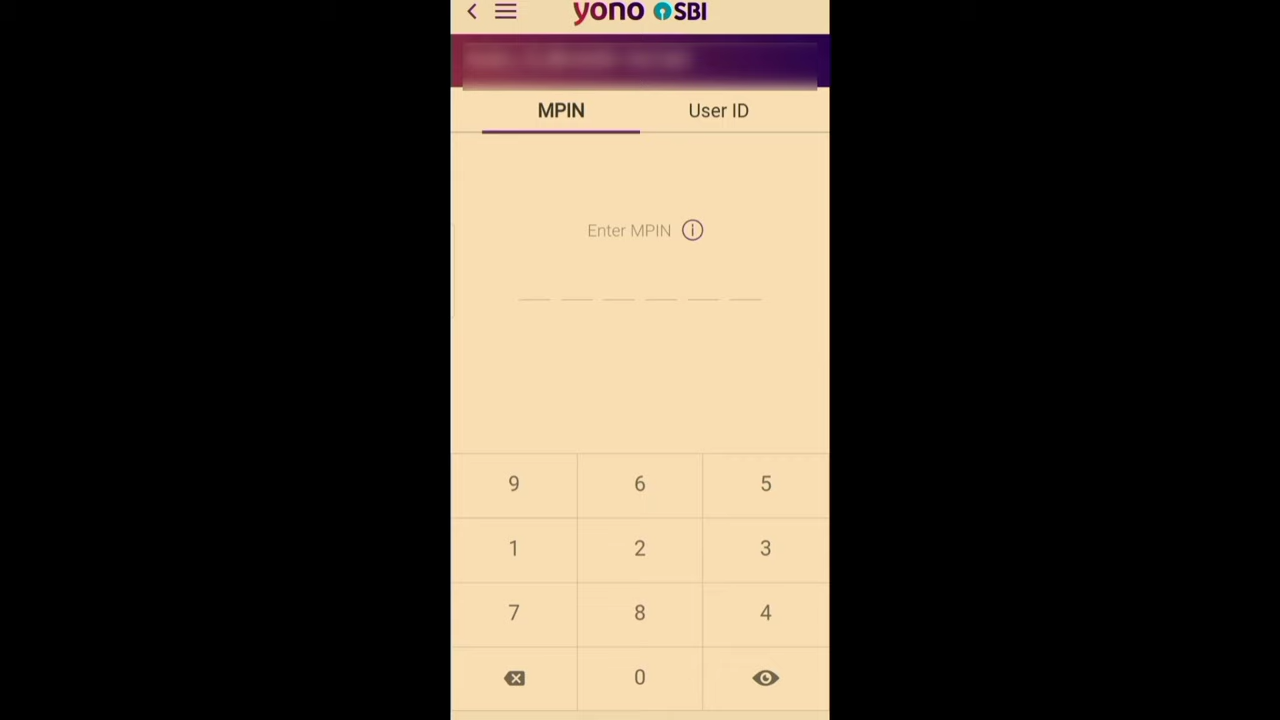 yono SBI
MPIN User ID
Enter MPIN
9 6 5
1 2 3
7 8 4
0